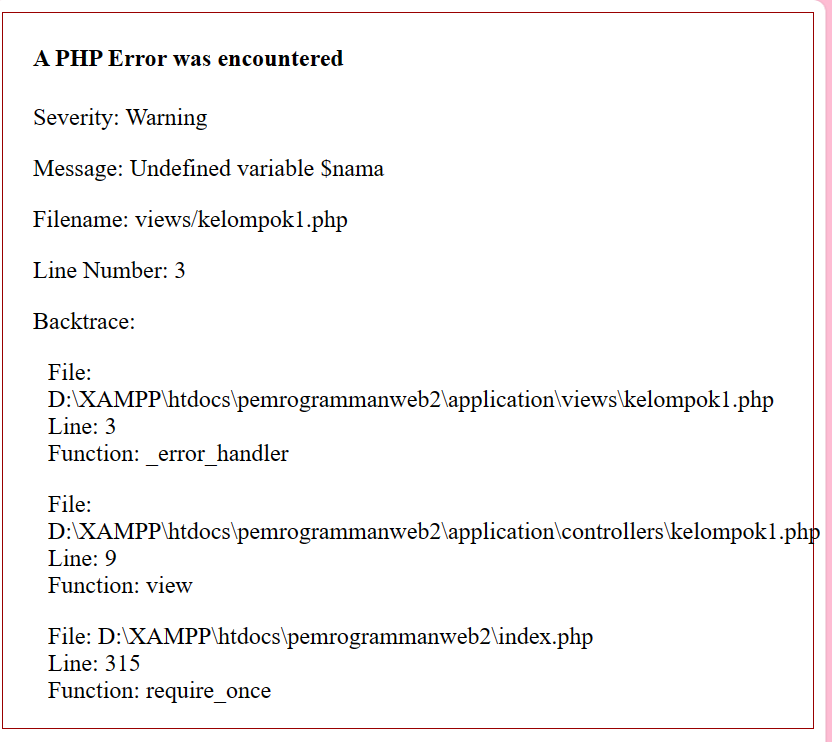 A PHP Error was encountered
Severity: Warning
Message: Undefined variable $nama
Filename: views/kelompok1.php
Line Number: 3
Backtrace:
File:
D:\XAMPP\htdocs\pemrogrammanweb2\application\views\kelompok1.php
Line: 3
Function: _error_handler
File:
D:\XAMPP\htdocs\pemrogrammanweb2\application\controllers\kelompok1.php
Line: 9
Function: view
File: D:\XAMPP\htdocs\pemrogrammanweb2\index.php
Line: 315
Function: require_once